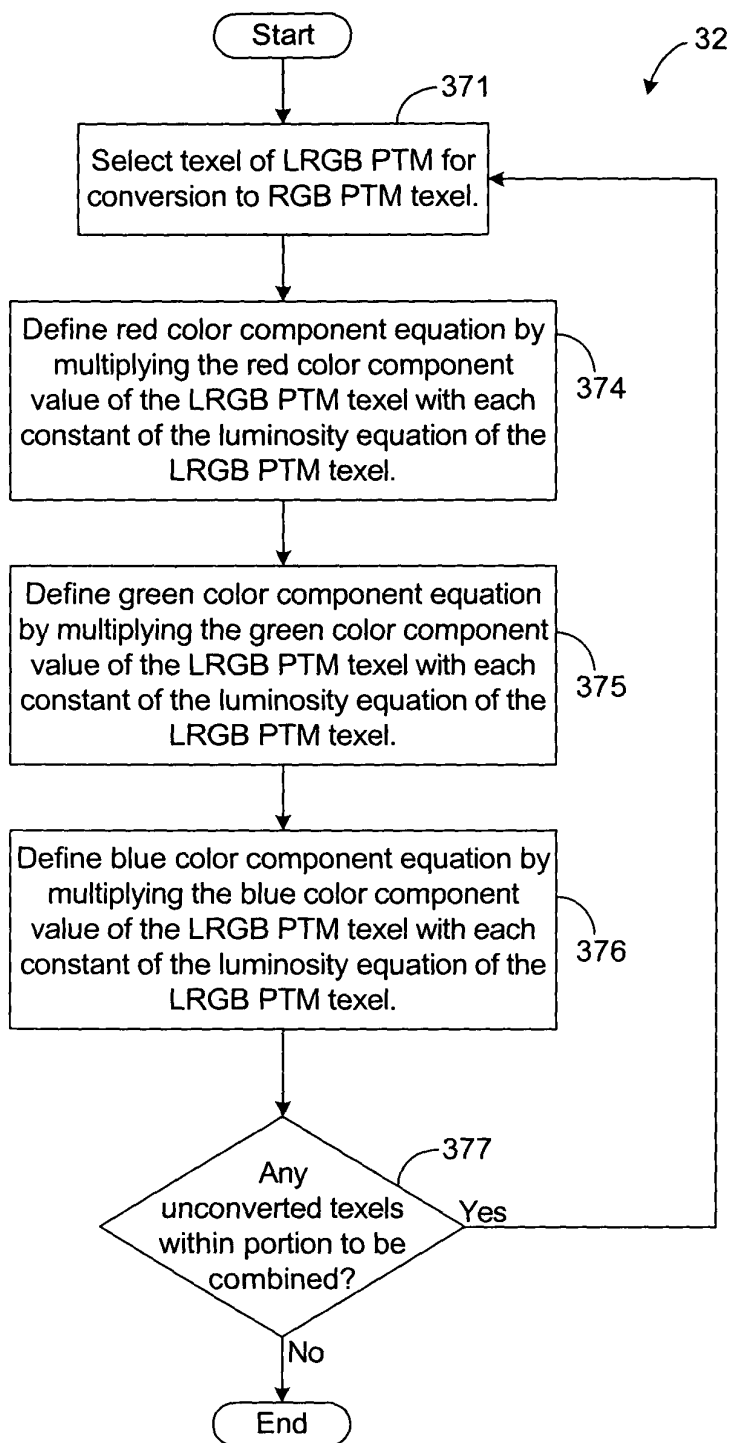 Start
32
371
Select texel of LRGB PTM for
conversion to RGB PTM texel.
Define red color component equation by
multiplying the red color component
value of the LRGB PTM texel with each
constant of the luminosity equation of the
LRGB PTM texel.
374
Define green color component equation
by multiplying the green color component
value of the LRGB PTM texel with each
constant of the luminosity equation of the
LRGB PTM texel.
375
Define blue color component equation by
multiplying the blue color component
value of the LRGB PTM texel with each
constant of the luminosity equation of the
LRGB PTM texel.
376
377
Any
unconverted texels
within portion to be
combined?
Yes
No
End